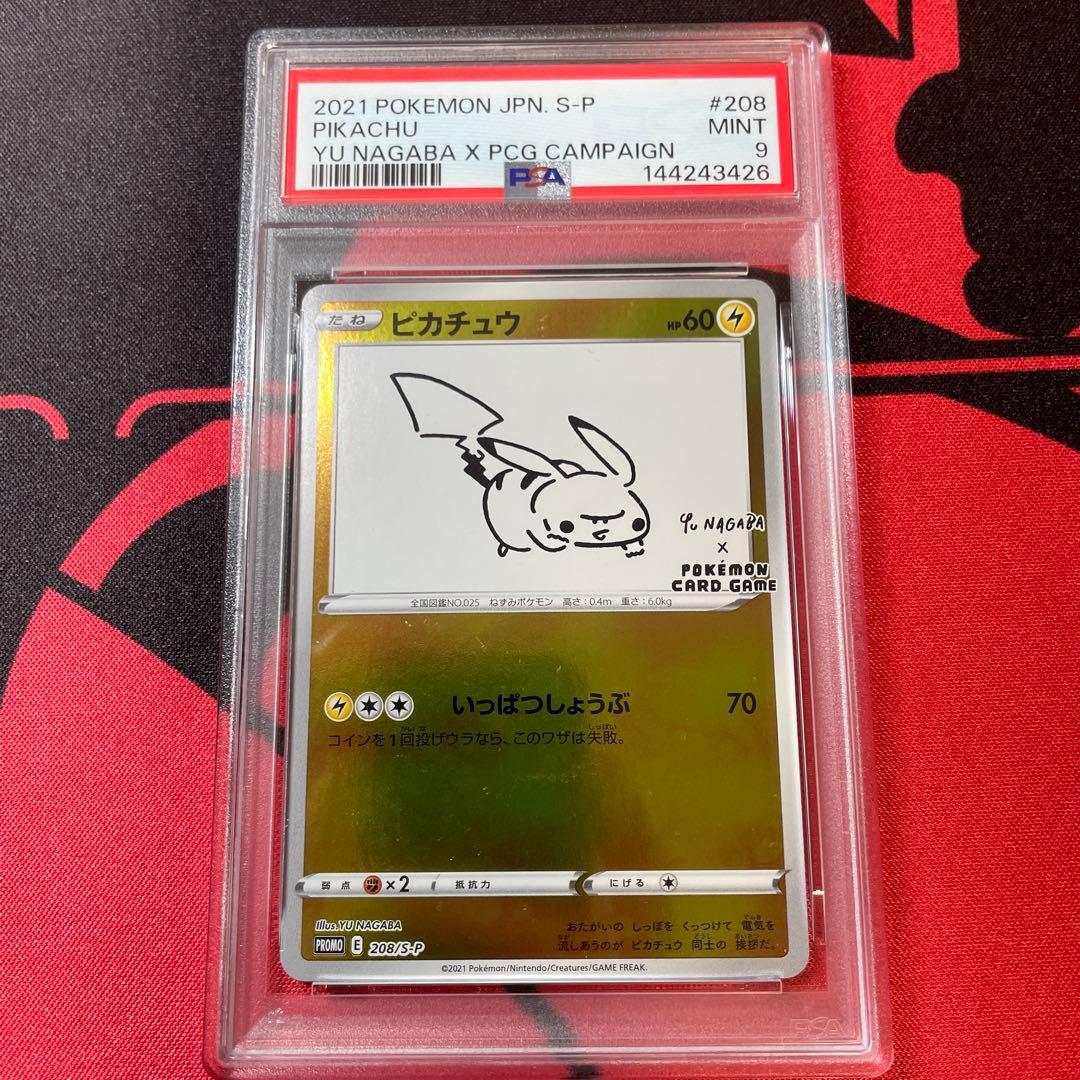 2021 POKEMON JPN. S-P #208
PIKACHU MINT
YU NAGABA X PCG CAMPAIGN 9
PSA 144243426
たね ピカチュウ HP60
Yu NAGABA
×
POKÉMON
CARD GAME
全国図鑑NO.025 ねずみポケモン 高さ:0.4m 重さ:6.0kg
いっぱつしょうぶ 70
コインを1回投げウラなら、このワザは失敗。
弱点 ×2 抵抗力 にげる
Illus.YU NAGABA
おたがいの しっぽを くっつけて 電気を
流しあうのが ピカチュウ 同士の 挨拶だ。
PROMO E 208/S-P
©2021 Pokémon/Nintendo/Creatures/GAME FREAK.
PSA